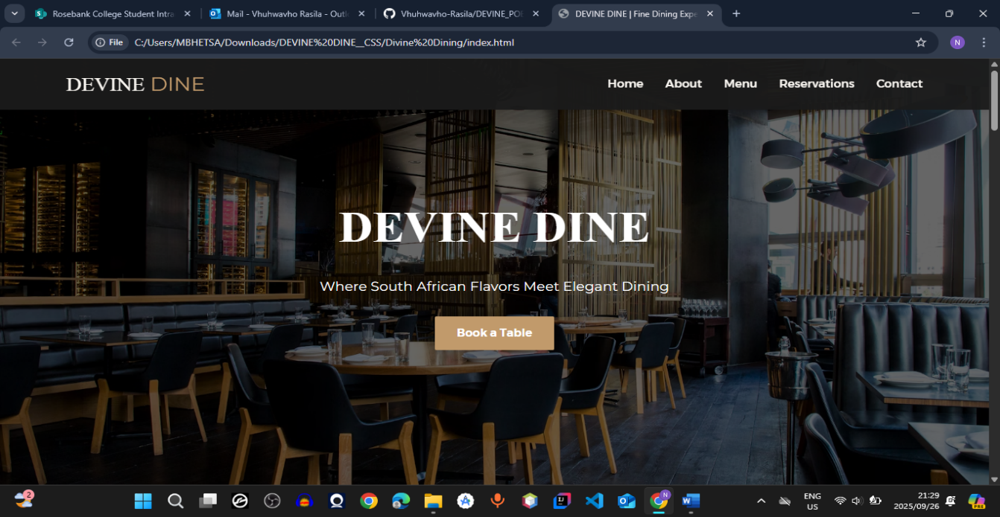 Rosebank College Student Intra
Mail - Vhuhwavho Rasila - Outl
Vhuhwavho-Rasila/DEVINE_POE
DEVINE DINE | Fine Dining Expe
File
C:/Users/MBHETSA/Downloads/DEVINE%20DINE__CSS/Divine%20Dining/index.html
N
DEVINE DINE
Home About Menu Reservations Contact
DEVINE DINE
Where South African Flavors Meet Elegant Dining
Book a Table
2
N
ENG
US
21:29
2025/09/26
PRE